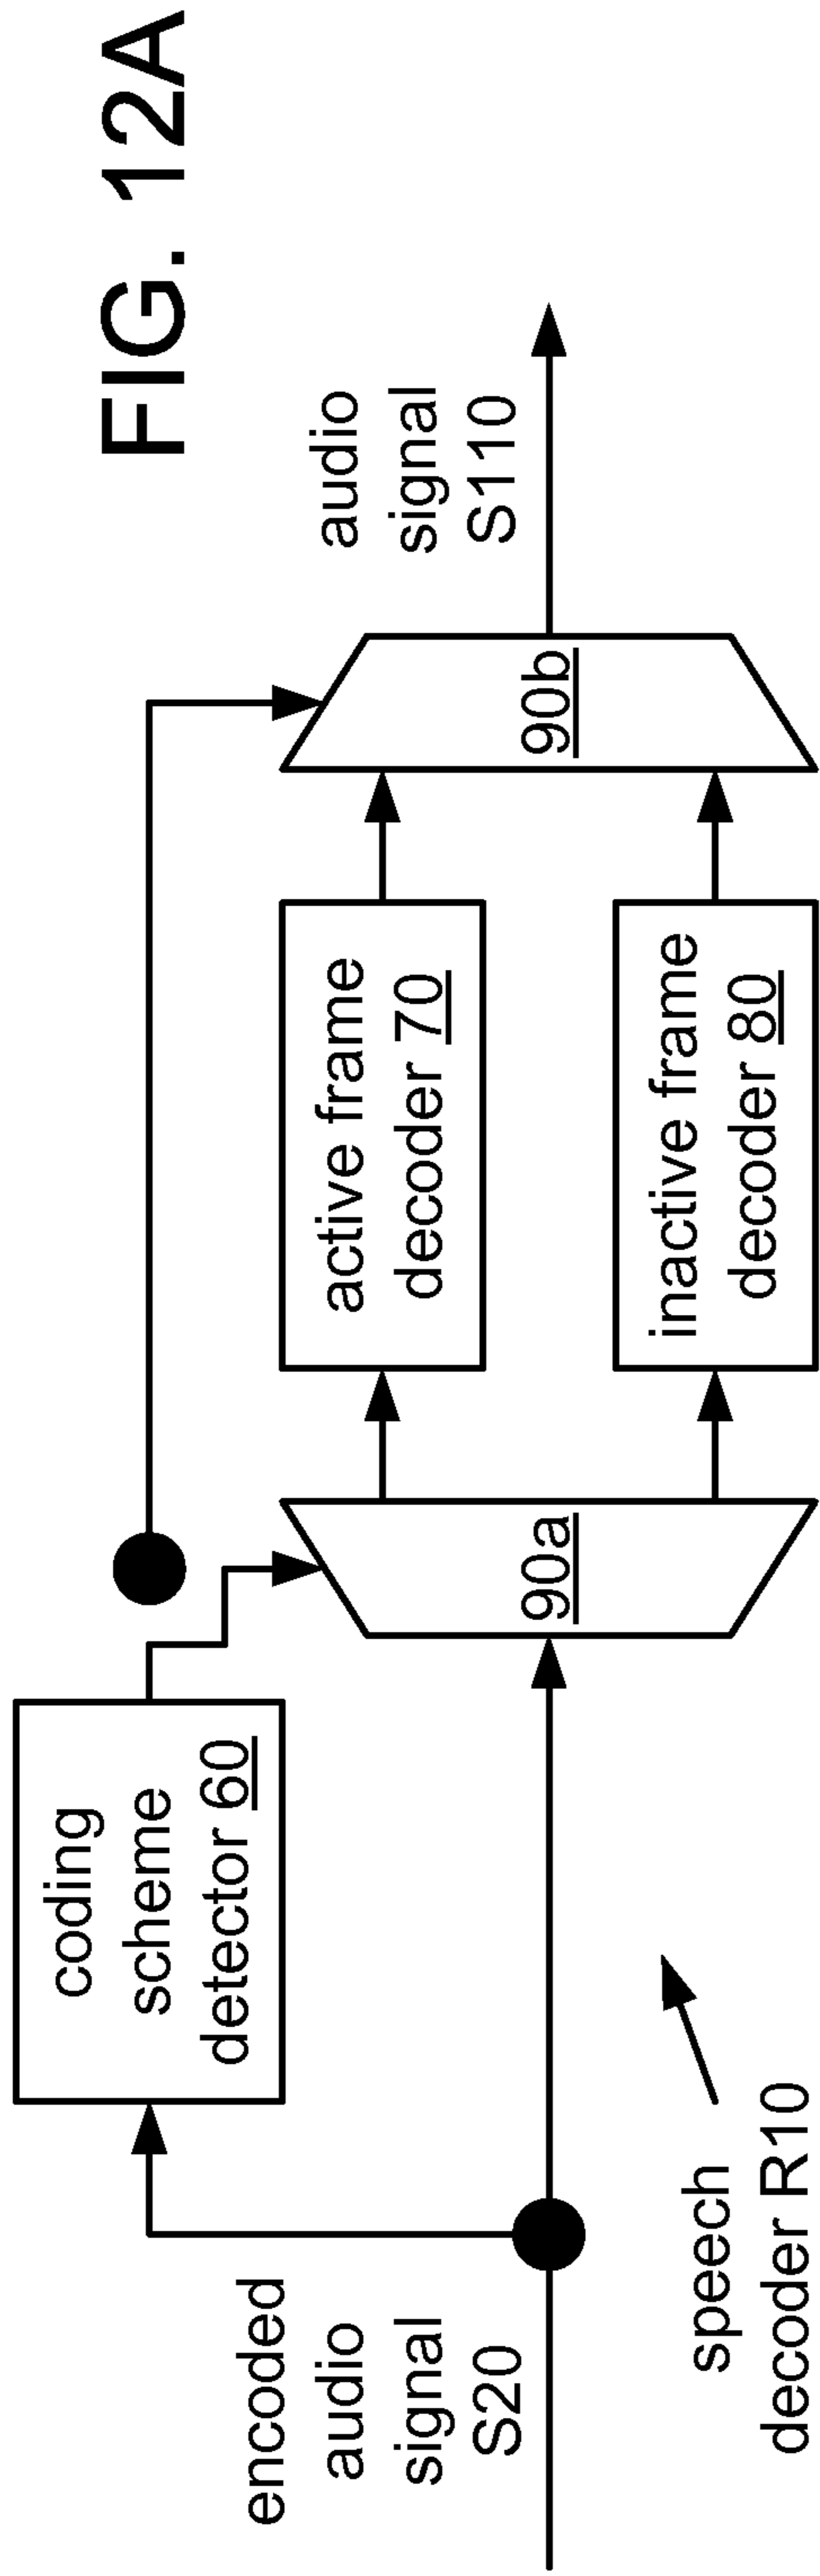 FIG. 12A
coding
scheme
detector 60
encoded
audio
signal
S20
90a
active frame
decoder 70
inactive frame
decoder 80
90b
audio
signal
S110
speech
decoder R10